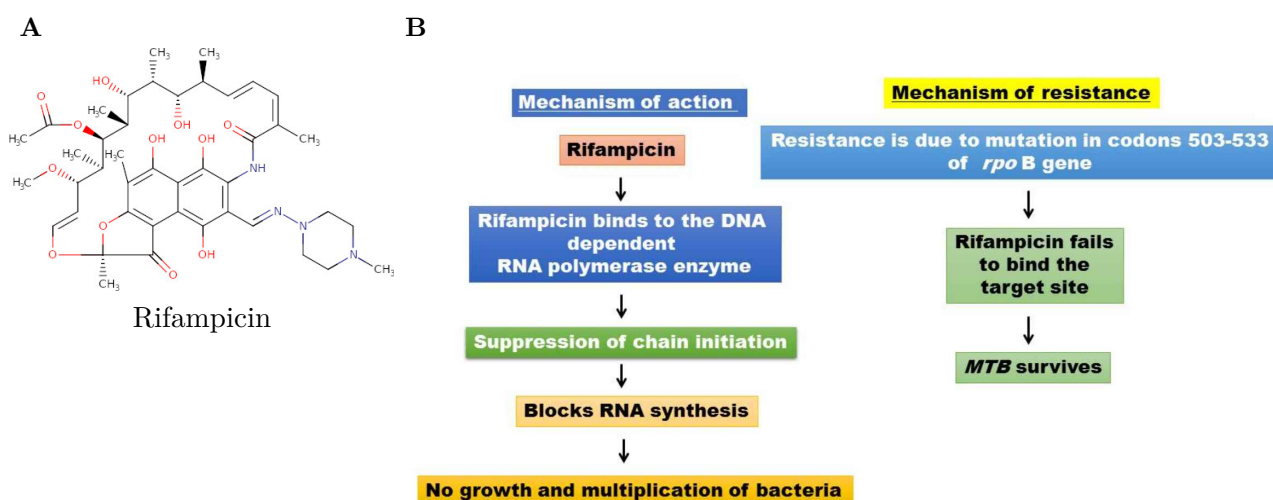 A
B
CH₃
CH₃
HO
H₃C
OH
O
H₃C
O
O
CH₃
H₃C
H₃C
OH
OH
NH
O
H₃C
O
N
N
N
CH₃
O
OH
O
O
CH₃
Rifampicin
Mechanism of action
Rifampicin
Rifampicin binds to the DNA
dependent
RNA polymerase enzyme
Suppression of chain initiation
Blocks RNA synthesis
No growth and multiplication of bacteria
Mechanism of resistance
Resistance is due to mutation in codons 503-533
of rpo B gene
Rifampicin fails
to bind the
target site
MTB survives